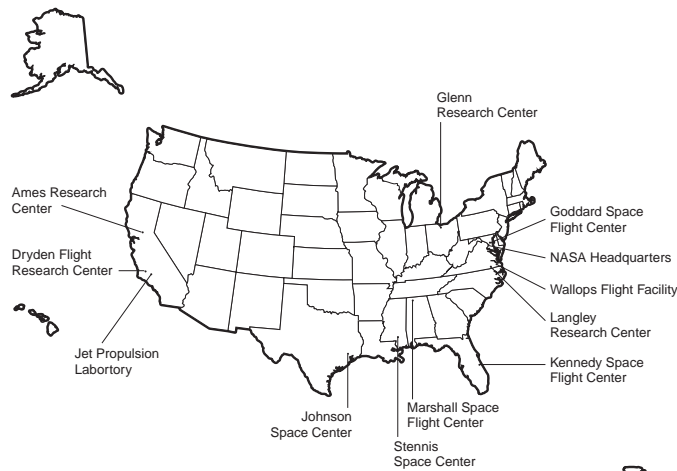 Glenn
Research Center
Ames Research
Center
Goddard Space
Flight Center
Dryden Flight
Research Center
NASA Headquarters
Wallops Flight Facility
Langley
Research Center
Jet Propulsion
Labortory
Kennedy Space
Flight Center
Johnson
Space Center
Marshall Space
Flight Center
Stennis
Space Center